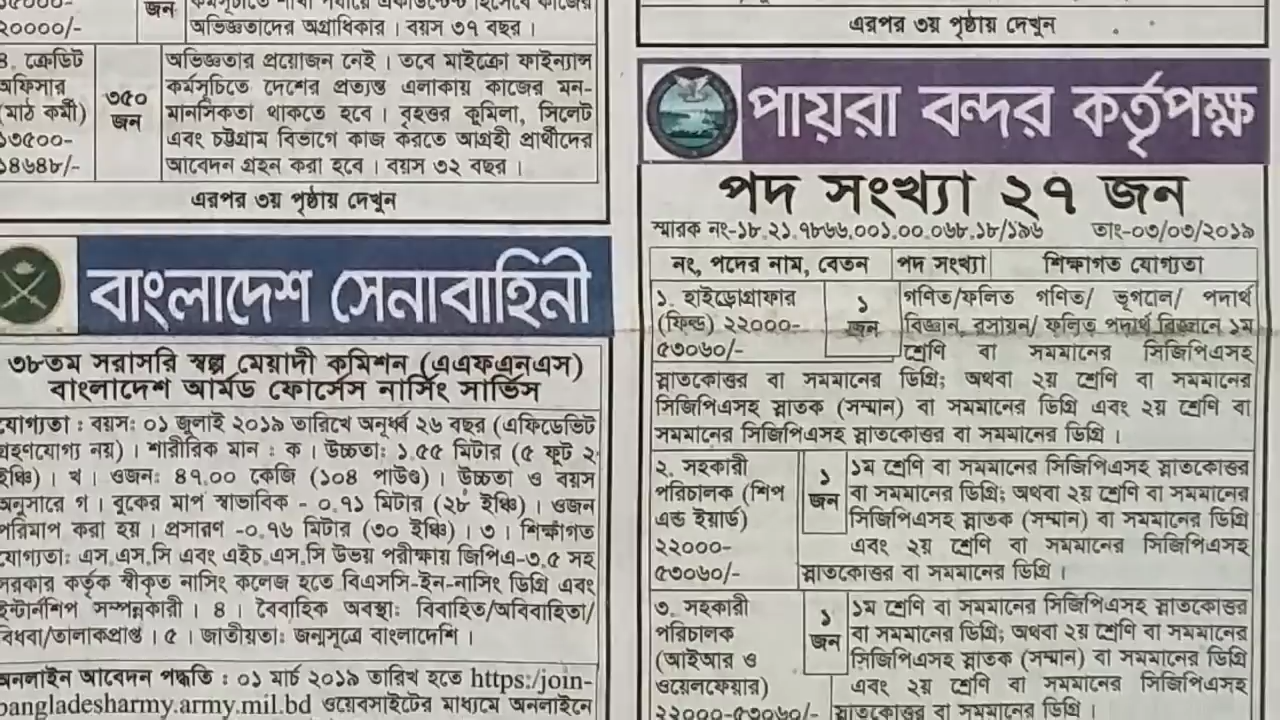 ২০০০০/-
জন
অভিজ্ঞতাদের অগ্রাধিকার । বয়স ৩৭ বছর ।
৪. ক্রেডিট
অফিসার
(মাঠ কর্মী)
১৩৫০০-
১৪৬৪৮/-
৩৫০
জন
অভিজ্ঞতার প্রয়োজন নেই । তবে মাইক্রো ফাইন্যান্স
কর্মসূচিতে দেশের প্রত্যন্ত এলাকায় কাজের মন-
মানসিকতা থাকতে হবে । বৃহত্তর কুমিলা, সিলেট
এবং চট্টগ্রাম বিভাগে কাজ করতে আগ্রহী প্রার্থীদের
আবেদন গ্রহন করা হবে । বয়স ৩২ বছর ।
এরপর ৩য় পৃষ্ঠায় দেখুন
বাংলাদেশ সেনাবাহিনী
৩৮তম সরাসরি স্বল্প মেয়াদী কমিশন (এএফএনএস)
বাংলাদেশ আর্মড ফোর্সেস নার্সিং সার্ভিস
যোগ্যতা : বয়স: ০১ জুলাই ২০১৯ তারিখে অনূর্ধ্ব ২৬ বছর (এফিডেভিট
গ্রহণযোগ্য নয়) । শারীরিক মান : ক । উচ্চতা: ১.৫৫ মিটার (৫ ফুট ২
ইঞ্চি) । খ । ওজন: ৪৭.০০ কেজি (১০৪ পাউণ্ড) । উচ্চতা ও বয়স
অনুসারে গ । বুকের মাপ স্বাভাবিক - ০.৭১ মিটার (২৮ ইঞ্চি) । ওজন
পরিমাপ করা হয় । প্রসারণ -০.৭৬ মিটার (৩০ ইঞ্চি) । ৩ । শিক্ষাগত
যোগ্যতা: এস.এস.সি এবং এইচ.এস.সি উভয় পরীক্ষায় জিপিএ-৩.৫ সহ
সরকার কর্তৃক স্বীকৃত নার্সিং কলেজ হতে বিএসসি-ইন-নার্সিং ডিগ্রি এবং
ইন্টার্নশিপ সম্পন্নকারী । ৪ । বৈবাহিক অবস্থা: বিবাহিত/অবিবাহিতা/
বিধবা/তালাকপ্রাপ্ত । ৫ । জাতীয়তা: জন্মসূত্রে বাংলাদেশি ।
অনলাইন আবেদন পদ্ধতি : ০১ মার্চ ২০১৯ তারিখ হতে https:/join-
bangladesharmy.army.mil.bd ওয়েবসাইটের মাধ্যমে অনলাইনে
এরপর ৩য় পৃষ্ঠায় দেখুন
পায়রা বন্দর কর্তৃপক্ষ
পদ সংখ্যা ২৭ জন
স্মারক নং-১৮.২১.৭৮৬৬.০০১.০০.০৬৮.১৮/১৯৬ তাং-০৩/০৩/২০১৯
নং, পদের নাম, বেতন পদ সংখ্যা শিক্ষাগত যোগ্যতা
১. হাইড্রোগ্রাফার
(ফিল্ড) ২২০০০-
৫৩০৬০/-
১
জন
গণিত/ফলিত গণিত/ ভূগোল/ পদার্থ
বিজ্ঞান, রসায়ন/ ফলিত পদার্থ বিজ্ঞানে ১ম
শ্রেণি বা সমমানের সিজিপিএসহ
স্নাতকোত্তর বা সমমানের ডিগ্রি; অথবা ২য় শ্রেণি বা সমমানের
সিজিপিএসহ স্নাতক (সম্মান) বা সমমানের ডিগ্রি এবং ২য় শ্রেণি বা
সমমানের সিজিপিএসহ স্নাতকোত্তর বা সমমানের ডিগ্রি ।
২. সহকারী
পরিচালক (শিপ
এন্ড ইয়ার্ড)
২২০০০-
৫৩০৬০/-
১
জন
১ম শ্রেণি বা সমমানের সিজিপিএসহ স্নাতকোত্তর
বা সমমানের ডিগ্রি; অথবা ২য় শ্রেণি বা সমমানের
সিজিপিএসহ স্নাতক (সম্মান) বা সমমানের ডিগ্রি
এবং ২য় শ্রেণি বা সমমানের সিজিপিএসহ
স্নাতকোত্তর বা সমমানের ডিগ্রি ।
৩. সহকারী
পরিচালক
(আইআর ও
ওয়েলফেয়ার)
২২০০০-৫৩০৬০/-
১
জন
১ম শ্রেণি বা সমমানের সিজিপিএসহ স্নাতকোত্তর
বা সমমানের ডিগ্রি; অথবা ২য় শ্রেণি বা সমমানের
সিজিপিএসহ স্নাতক (সম্মান) বা সমমানের ডিগ্রি
এবং ২য় শ্রেণি বা সমমানের সিজিপিএসহ
স্নাতকোত্তর বা সমমানের ডিগ্রি ।